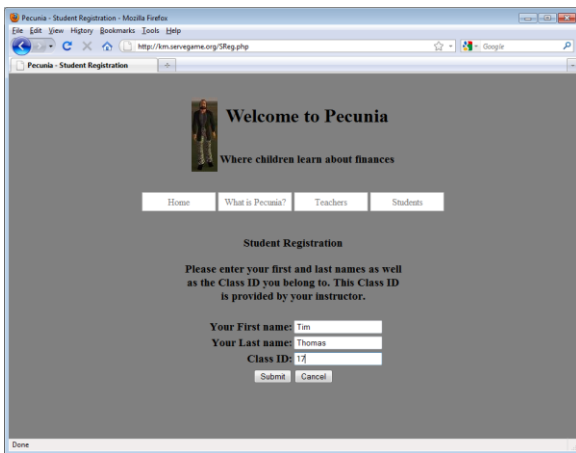 Pecunia - Student Registration - Mozilla Firefox
File Edit View History Bookmarks Tools Help
http://km.servegame.org/SReg.php
Google
Pecunia - Student Registration
Welcome to Pecunia
Where children learn about finances
Home What is Pecunia? Teachers Students
Student Registration
Please enter your first and last names as well
as the Class ID you belong to. This Class ID
is provided by your instructor.
Your First name: Tim
Your Last name: Thomas
Class ID: 17
Submit Cancel
Done